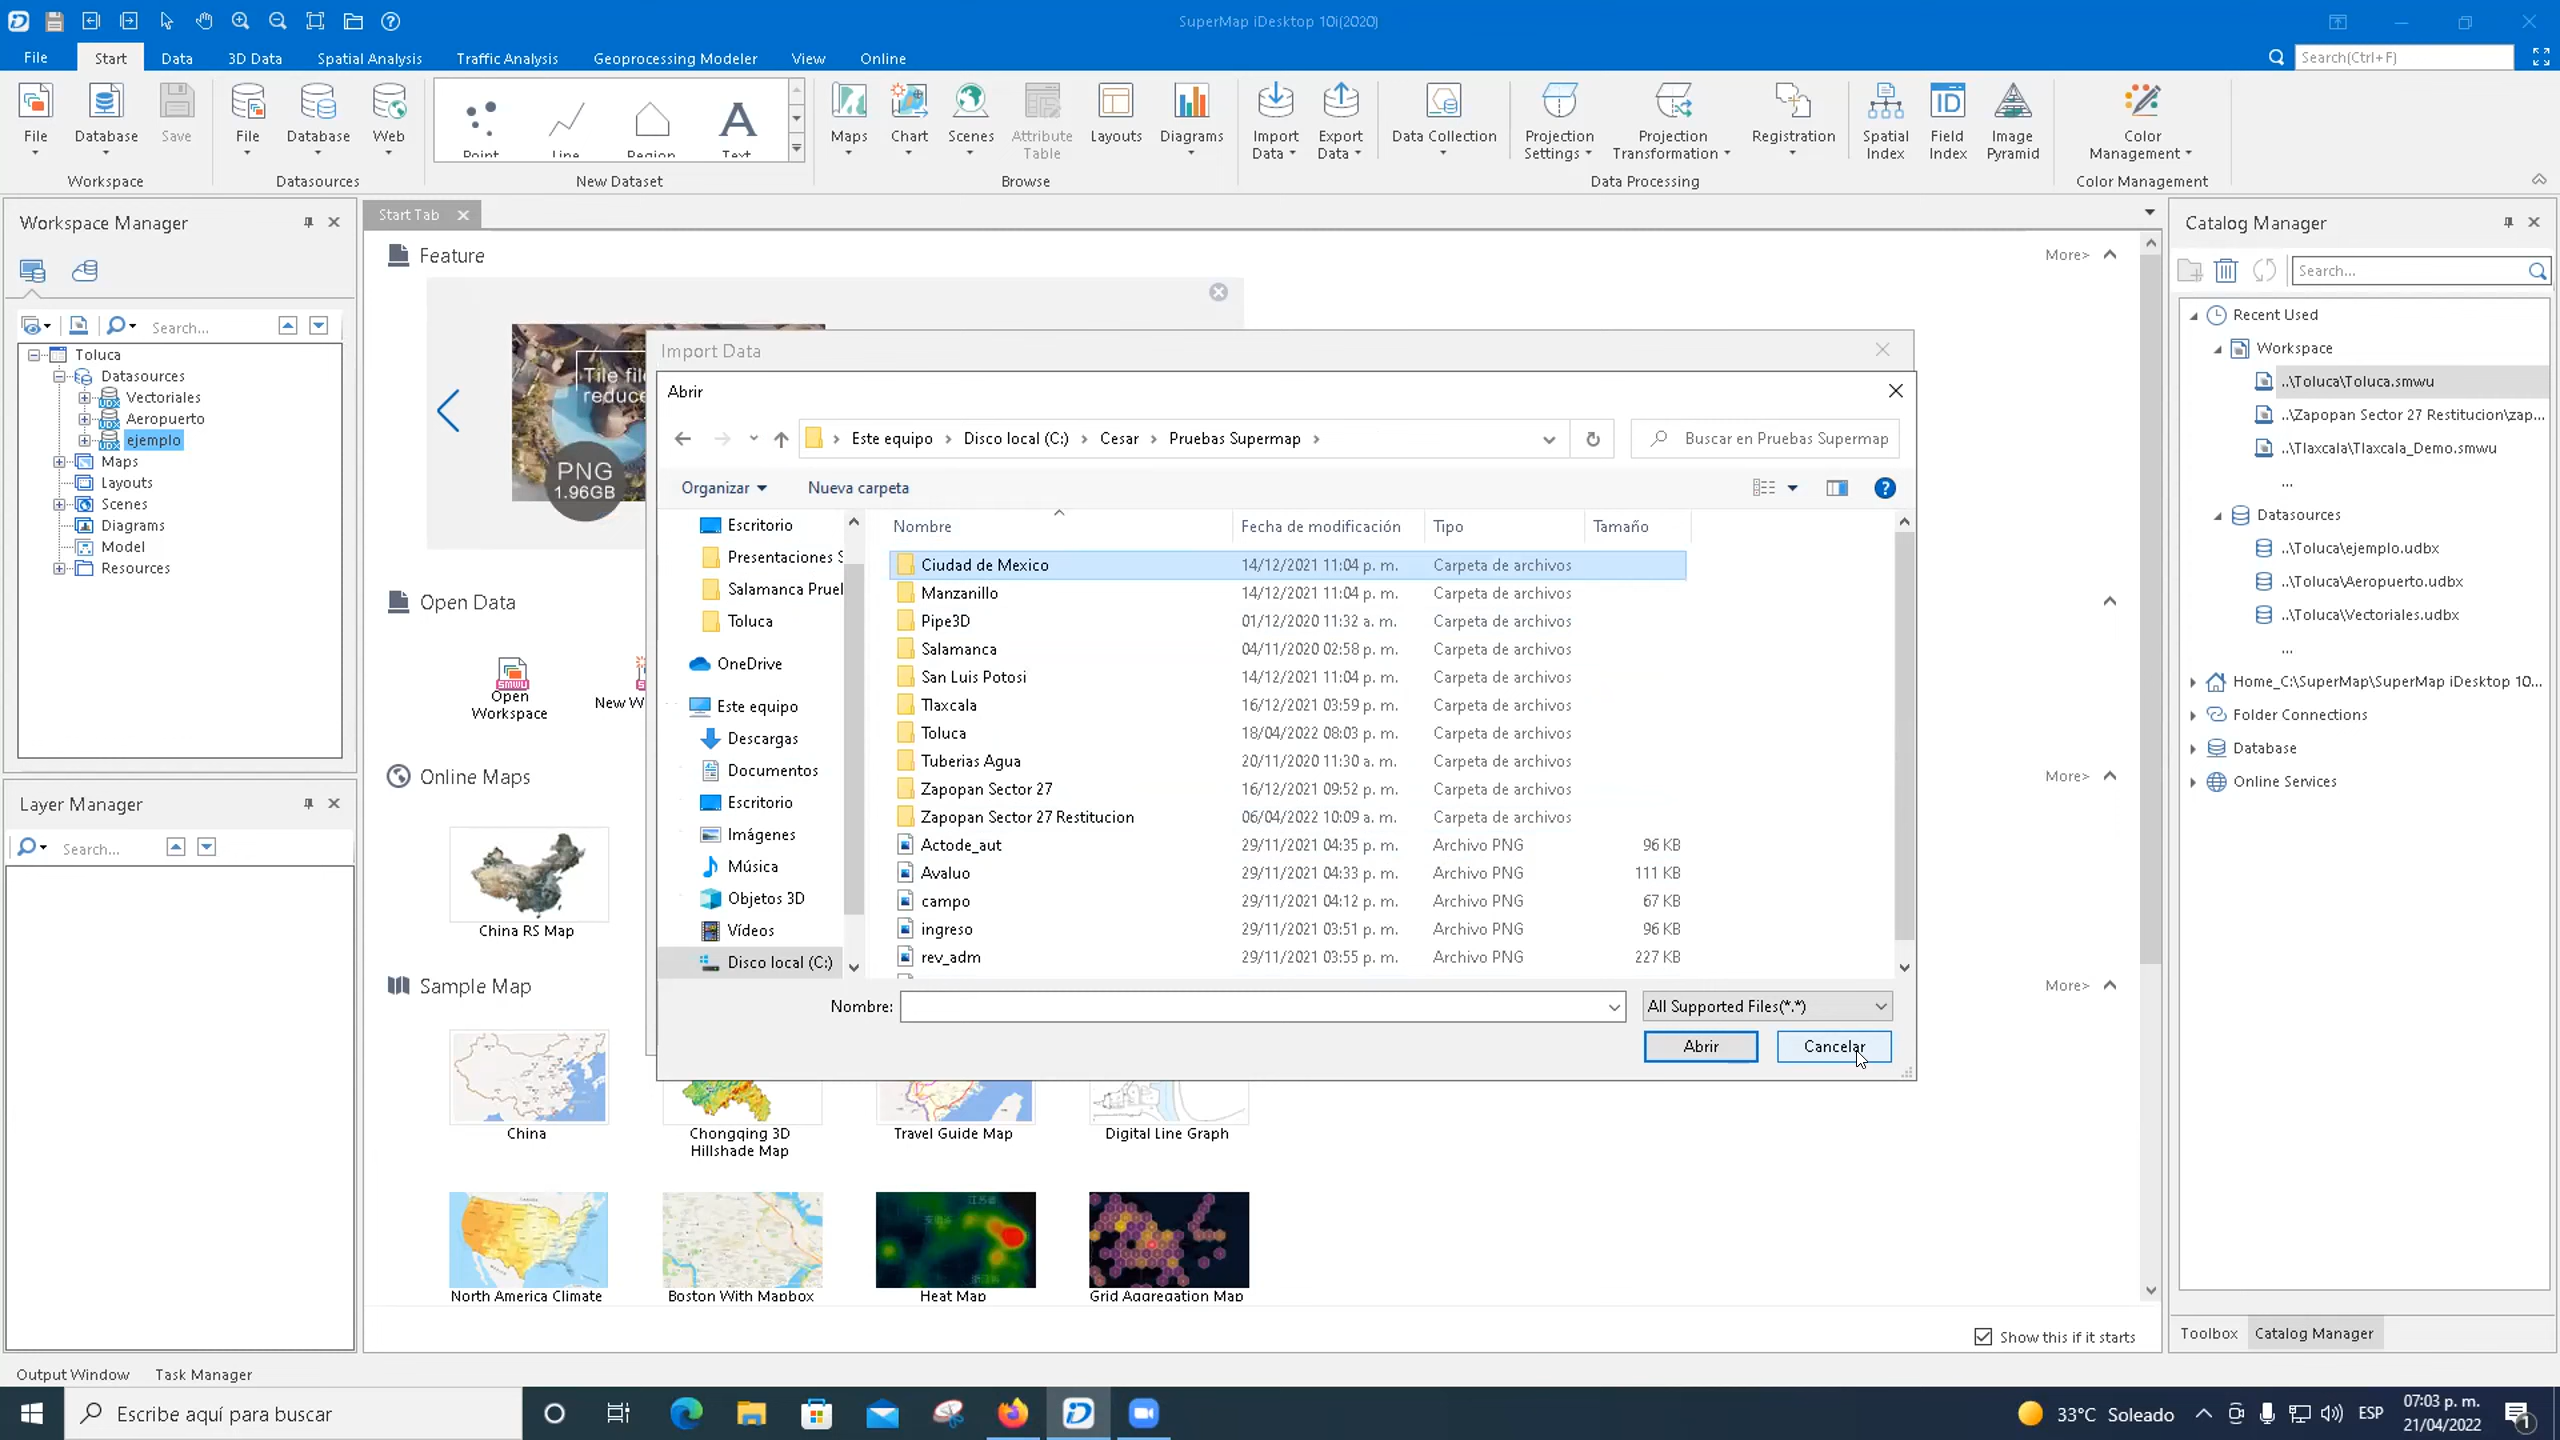 SuperMap iDesktop 10i(2020)
File Start Data 3D Data Spatial Analysis Traffic Analysis Geoprocessing Modeler View Online
Search(Ctrl+F)
File Database Save File Database Web
Point Line Region Text
Maps Chart Scenes Attribute Table Layouts Diagrams
Import Data Export Data Data Collection Projection Settings Projection Transformation Registration Spatial Index Field Index Image Pyramid Color Management
Workspace Datasources New Dataset Browse Data Processing Color Management
Workspace Manager
Search...
Toluca
Datasources
UDX Vectoriales
UDX Aeropuerto
UDX ejemplo
Maps
Layouts
Scenes
Diagrams
Model
Resources
Layer Manager
Search...
Start Tab
Feature
More>
Tile fil
reduce
PNG
1.96GB
Open Data
SMWU
Open
Workspace
New W
Online Maps
More>
China RS Map
Sample Map
More>
China
Chongqing 3D
Hillshade Map
Travel Guide Map
Digital Line Graph
North America Climate
Boston With Mapbox
Heat Map
Grid Aggregation Map
Show this if it starts
Import Data
Abrir
Este equipo › Disco local (C:) › Cesar › Pruebas Supermap ›
Buscar en Pruebas Supermap
Organizar Nueva carpeta
Escritorio
Presentaciones S
Salamanca Pruel
Toluca
OneDrive
Este equipo
Descargas
Documentos
Escritorio
Imágenes
Música
Objetos 3D
Vídeos
Disco local (C:)
Nombre Fecha de modificación Tipo Tamaño
Ciudad de Mexico 14/12/2021 11:04 p. m. Carpeta de archivos
Manzanillo 14/12/2021 11:04 p. m. Carpeta de archivos
Pipe3D 01/12/2020 11:32 a. m. Carpeta de archivos
Salamanca 04/11/2020 02:58 p. m. Carpeta de archivos
San Luis Potosi 14/12/2021 11:04 p. m. Carpeta de archivos
Tlaxcala 16/12/2021 03:59 p. m. Carpeta de archivos
Toluca 18/04/2022 08:03 p. m. Carpeta de archivos
Tuberias Agua 20/11/2020 11:30 a. m. Carpeta de archivos
Zapopan Sector 27 16/12/2021 09:52 p. m. Carpeta de archivos
Zapopan Sector 27 Restitucion 06/04/2022 10:09 a. m. Carpeta de archivos
Actode_aut 29/11/2021 04:35 p. m. Archivo PNG 96 KB
Avaluo 29/11/2021 04:33 p. m. Archivo PNG 111 KB
campo 29/11/2021 04:12 p. m. Archivo PNG 67 KB
ingreso 29/11/2021 03:51 p. m. Archivo PNG 96 KB
rev_adm 29/11/2021 03:55 p. m. Archivo PNG 227 KB
Nombre: All Supported Files(*.*)
Abrir Cancelar
Catalog Manager
Search...
Recent Used
Workspace
..\Toluca\Toluca.smwu
..\Zapopan Sector 27 Restitucion\zap...
..\Tlaxcala\Tlaxcala_Demo.smwu
...
Datasources
..\Toluca\ejemplo.udbx
..\Toluca\Aeropuerto.udbx
..\Toluca\Vectoriales.udbx
...
Home_C:\SuperMap\SuperMap iDesktop 10...
Folder Connections
Database
Online Services
Toolbox Catalog Manager
Output Window Task Manager
Escribe aquí para buscar
33°C Soleado
ESP
07:03 p. m.
21/04/2022
1